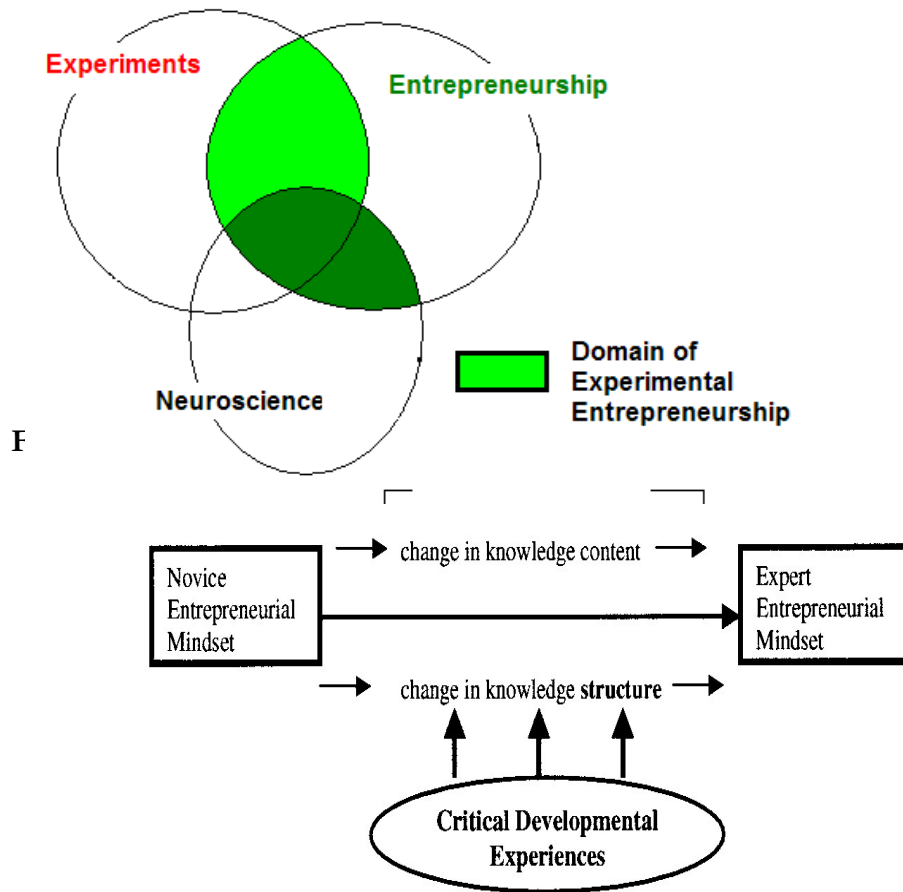 Experiments
Entrepreneurship
Neuroscience
Domain of
Experimental
Entrepreneurship
change in knowledge content
Novice
Entrepreneurial
Mindset
Expert
Entrepreneurial
Mindset
change in knowledge structure
Critical Developmental
Experiences